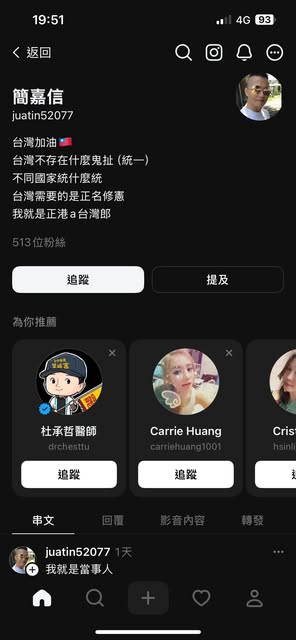 19:51
4G 93
返回
簡嘉信
juatin52077
台灣加油🇹🇼
台灣不存在什麼鬼扯 (統一)
不同國家統什麼統
台灣需要的是正名修憲
我就是正港a台灣郎
513位粉絲
追蹤 提及
為你推薦
杜承哲醫師 Carrie Huang Crist
drchesttu carriehuang1001 hsinli
追蹤 追蹤
串文 回覆 影音內容 轉發
juatin52077 1天
我就是當事人